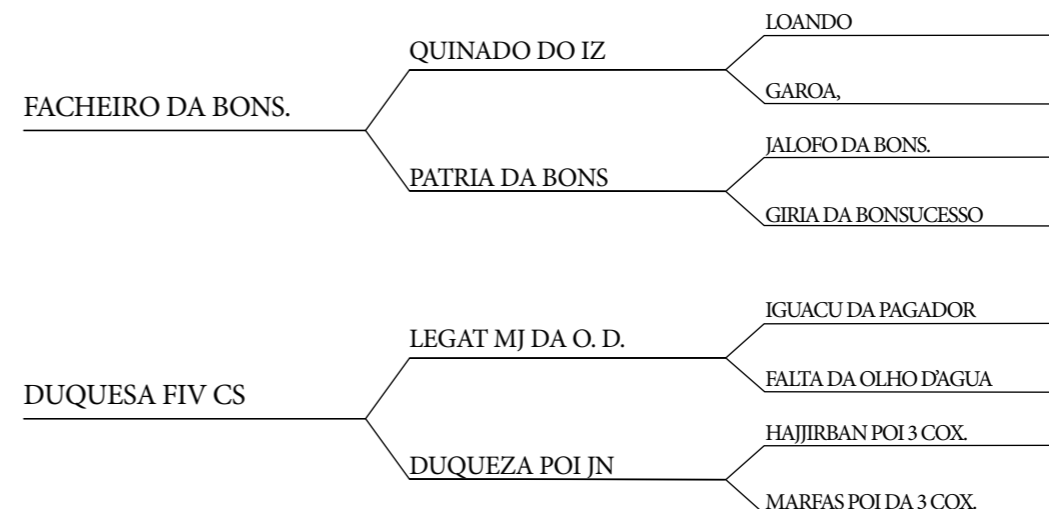 LOANDO
QUINADO DO IZ
GAROA,
FACHEIRO DA BONS.
JALOFO DA BONS.
PATRIA DA BONS
GIRIA DA BONSUCESSO
IGUACU DA PAGADOR
LEGAT MJ DA O. D.
FALTA DA OLHO D'AGUA
DUQUESA FIV CS
HAJJIRBAN POI 3 COX.
DUQUEZA POI JN
MARFAS POI DA 3 COX.